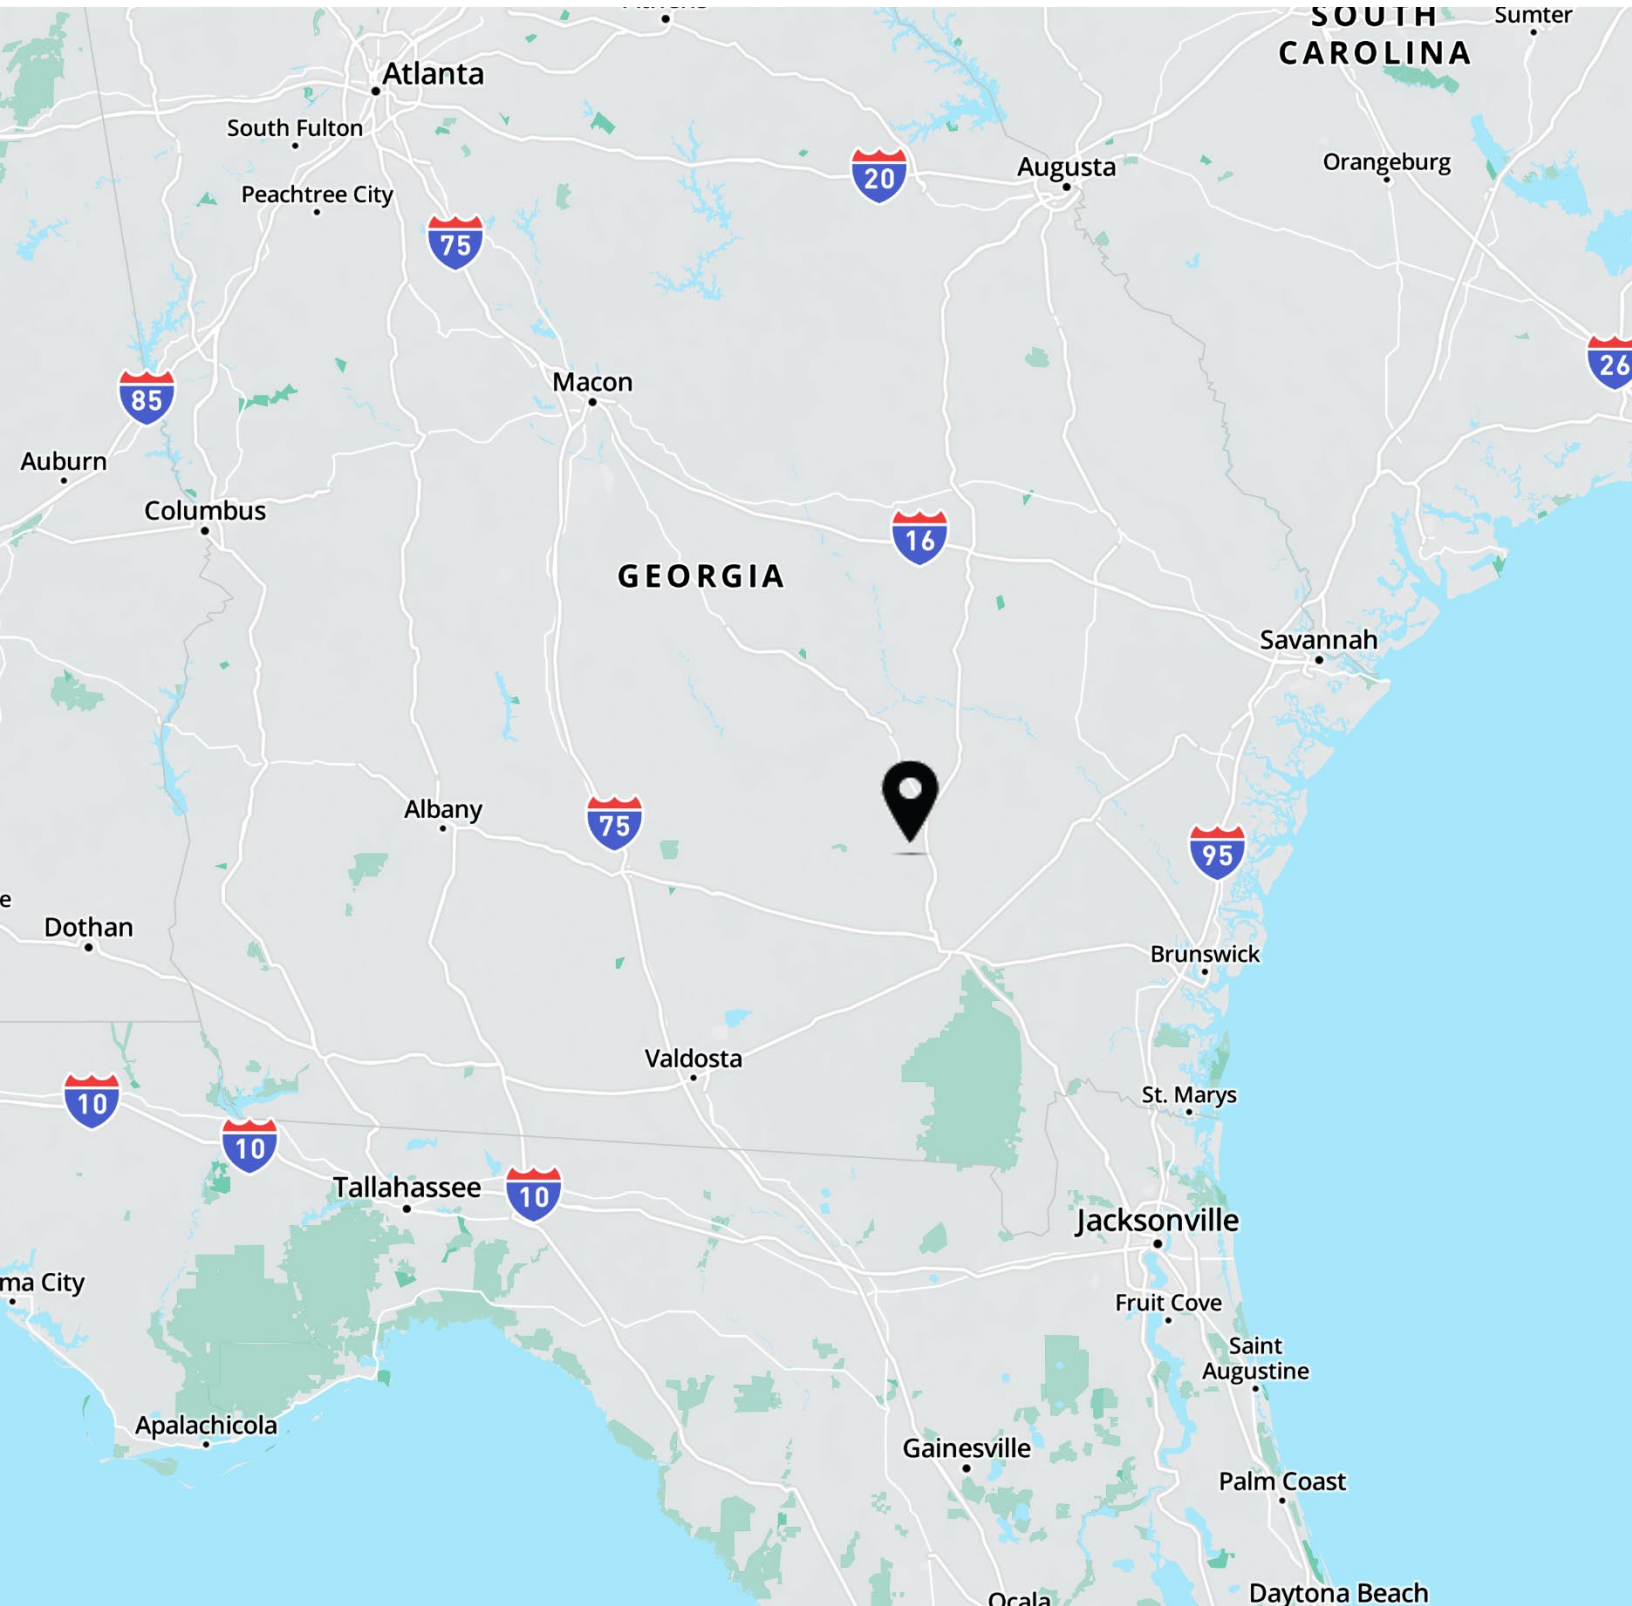 SOUTH
CAROLINA
Sumter
Atlanta
South Fulton
Peachtree City
75
20
Augusta
Orangeburg
26
85
Macon
Auburn
Columbus
16
GEORGIA
Savannah
Albany
75
95
e
Dothan
Brunswick
Valdosta
10
St. Marys
10
Tallahassee
10
Jacksonville
ma City
Fruit Cove
Saint
Augustine
Apalachicola
Gainesville
Palm Coast
Ocala
Daytona Beach